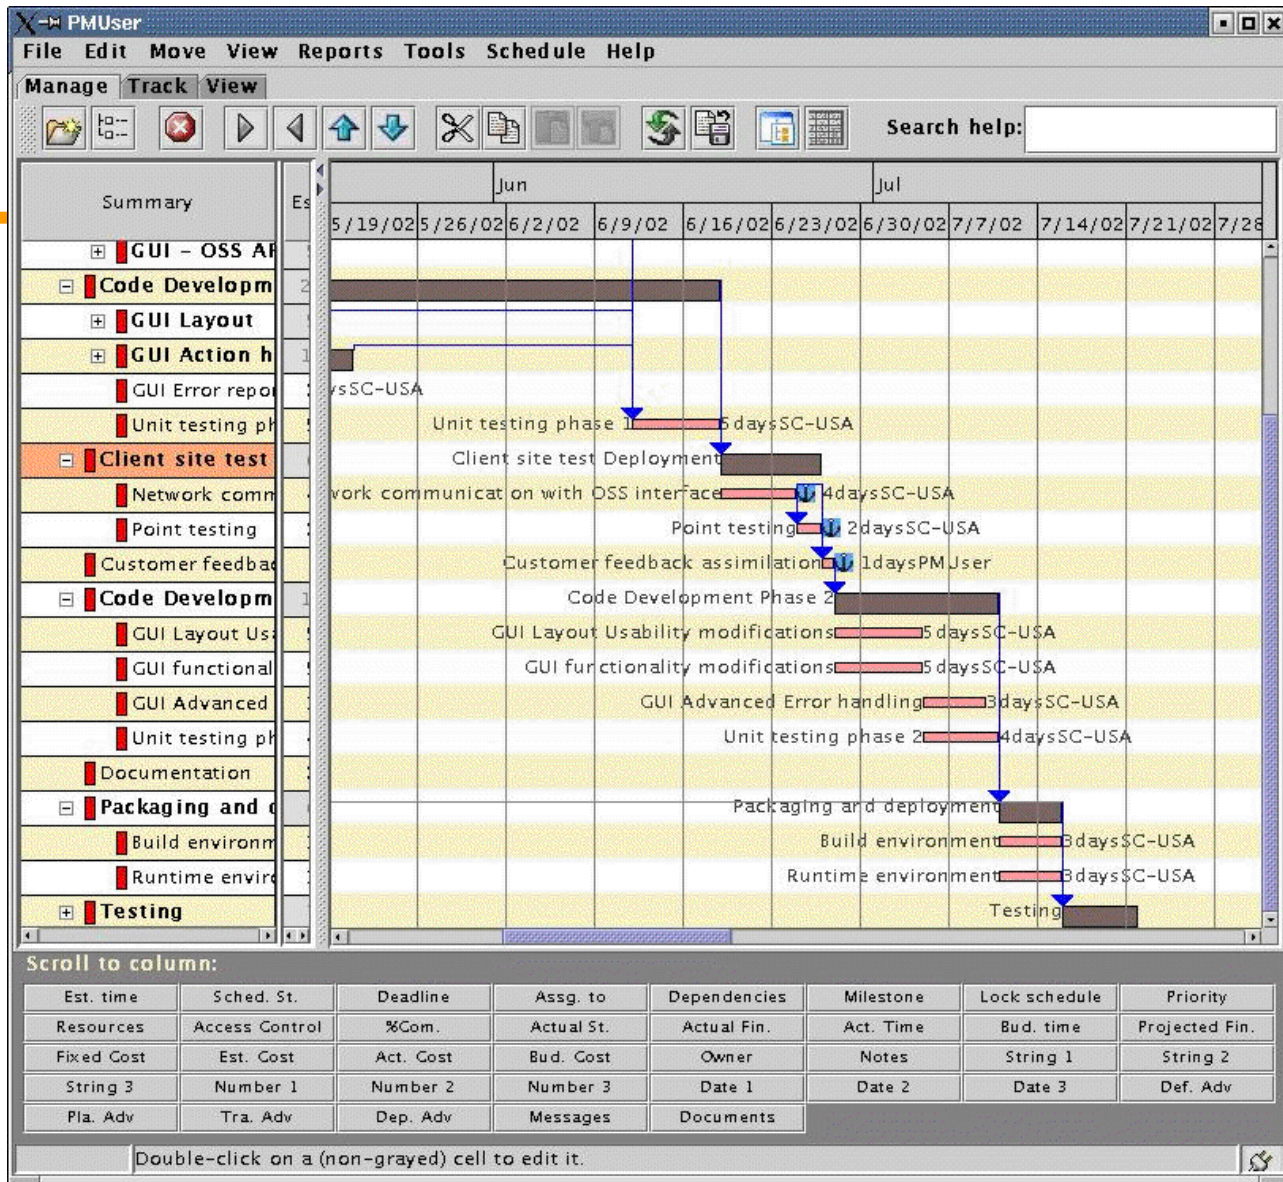 PMUser
File Edit Move View Reports Tools Schedule Help
Manage Track View
Search help:
Summary Es
Jun Jul
5/19/02 5/26/02 6/2/02 6/9/02 6/16/02 6/23/02 6/30/02 7/7/02 7/14/02 7/21/02 7/28
GUI - OSS AP
Code Developm
GUI Layout
GUI Action h
GUI Error repo ysSC-USA
Unit testing ph Unit testing phase 1 5daysSC-USA
Client site test Client site test Deployment
Network comm work communication with OSS interface 4daysSC-USA
Point testing Point testing 2daysSC-USA
Customer feedbac Customer feedback assimilation 1daysPMUser
Code Developm Code Development Phase 2
GUI Layout Us GUI Layout Usability modifications 5daysSC-USA
GUI functional GUI functionality modifications 5daysSC-USA
GUI Advanced GUI Advanced Error handling 3daysSC-USA
Unit testing ph Unit testing phase 2 4daysSC-USA
Documentation
Packaging and d Packaging and deployment
Build environm Build environment 3daysSC-USA
Runtime enviro Runtime environment 3daysSC-USA
Testing Testing
Scroll to column:
Est. time Sched. St. Deadline Assg. to Dependencies Milestone Lock schedule Priority
Resources Access Control %Com. Actual St. Actual Fin. Act. Time Bud. time Projected Fin.
Fixed Cost Est. Cost Act. Cost Bud. Cost Owner Notes String 1 String 2
String 3 Number 1 Number 2 Number 3 Date 1 Date 2 Date 3 Def. Adv
Pla. Adv Tra. Adv Dep. Adv Messages Documents
Double-click on a (non-grayed) cell to edit it.